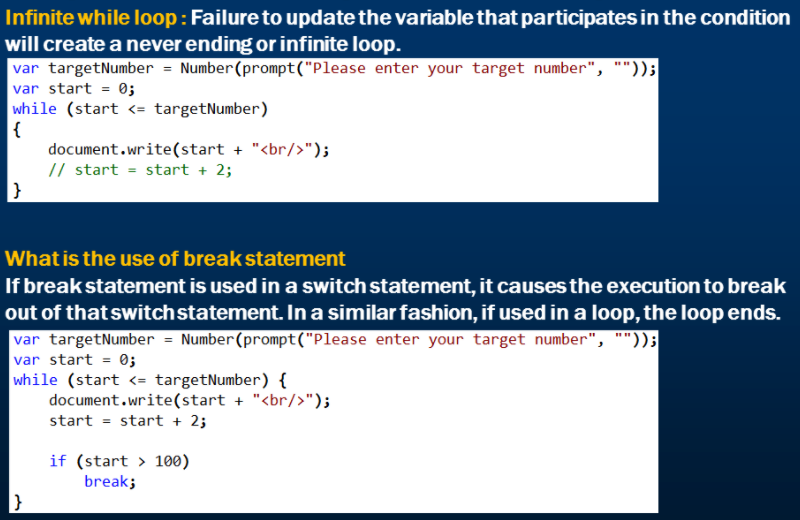 Infinite while loop : Failure to update the variable that participates in the condition
will create a never ending or infinite loop.
var targetNumber = Number(prompt("Please enter your target number", ""));
var start = 0;
while (start <= targetNumber)
{
    document.write(start + "<br/>");
    // start = start + 2;
}
What is the use of break statement
If break statement is used in a switch statement, it causes the execution to break
out of that switch statement. In a similar fashion, if used in a loop, the loop ends.
var targetNumber = Number(prompt("Please enter your target number", ""));
var start = 0;
while (start <= targetNumber) {
    document.write(start + "<br/>");
    start = start + 2;
    if (start > 100)
        break;
}